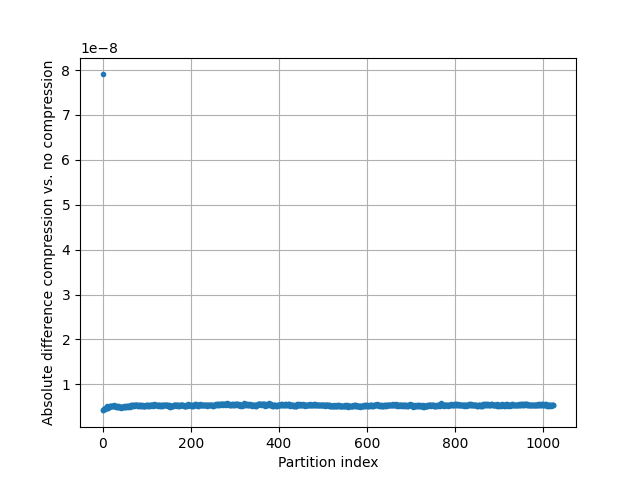 1e−8
8
7
6
5
4
3
2
1
Absolute difference compression vs. no compression
0 200 400 600 800 1000
Partition index